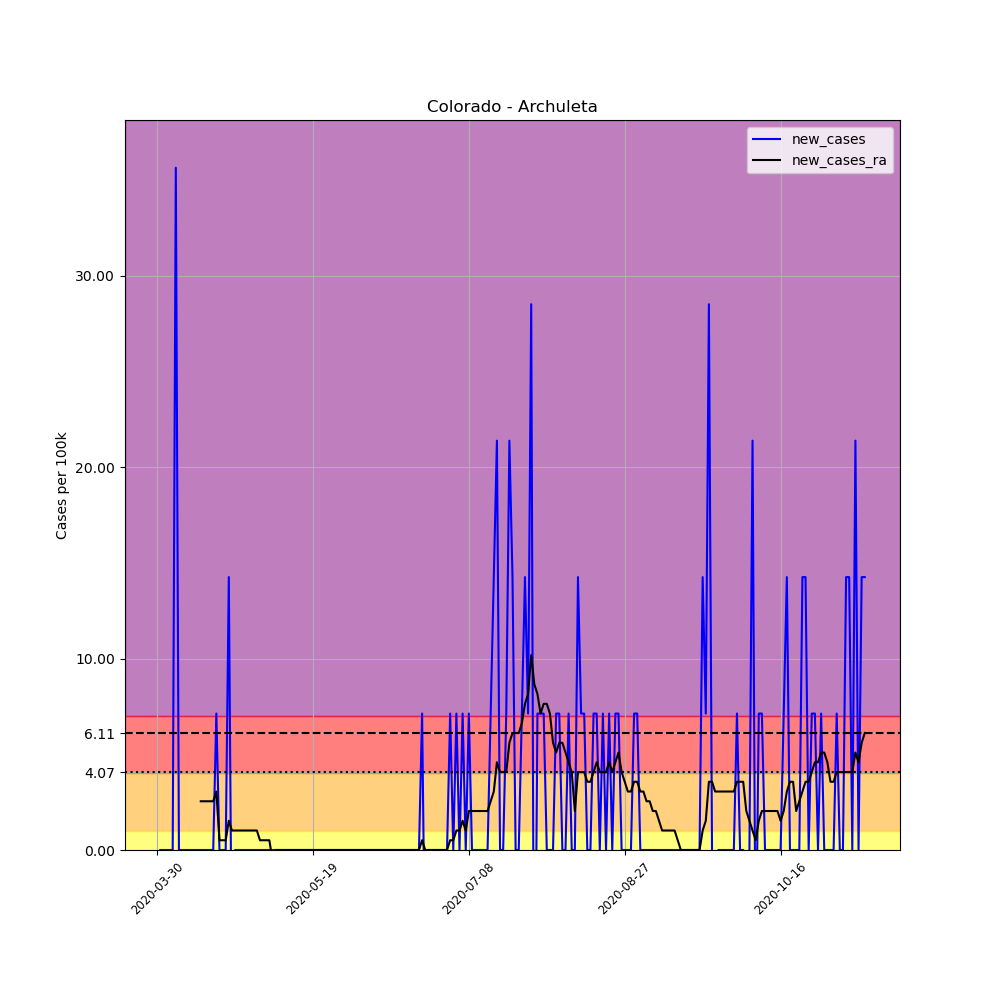 Colorado - Archuleta
new_cases
new_cases_ra
Cases per 100k
30.00
20.00
10.00
6.11
4.07
0.00
2020-03-30
2020-05-19
2020-07-08
2020-08-27
2020-10-16